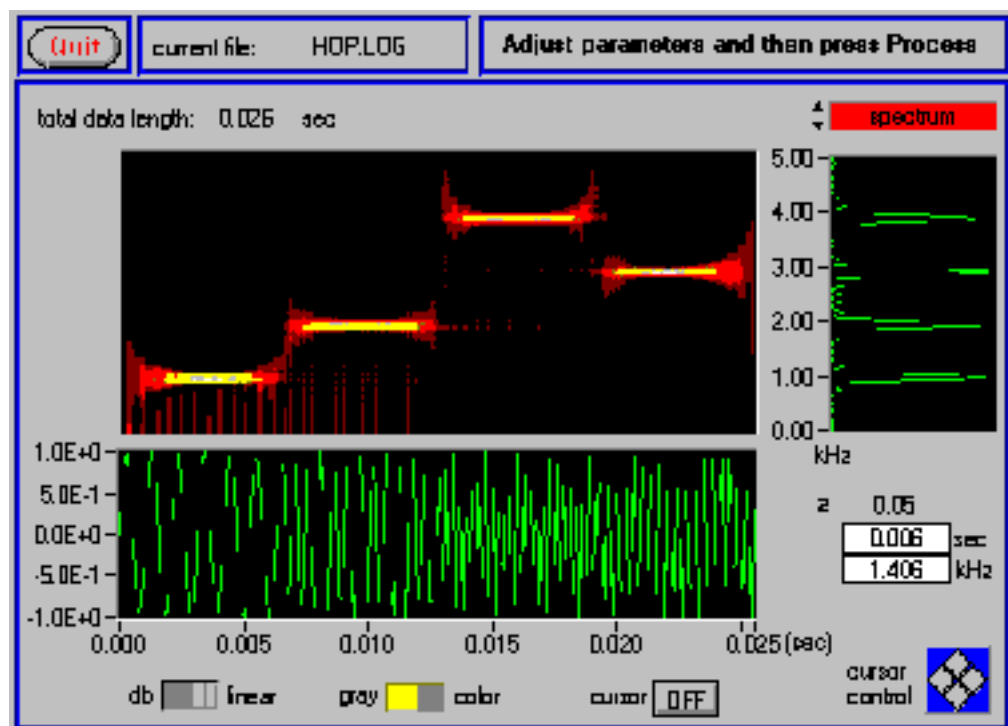 Quit
current file: HOP.LOG
Adjust parameters and then press Process
total data length: 0.026 sec
spectrum
5.00
4.00
3.00
2.00
1.00
0.00
kHz
1.0E+0
5.0E-1
0.0E+0
-5.0E-1
-1.0E+0
0.000 0.005 0.010 0.015 0.020 0.025 (sec)
z 0.05
0.006 sec
1.406 kHz
db linear gray color cursor OFF
cursor control